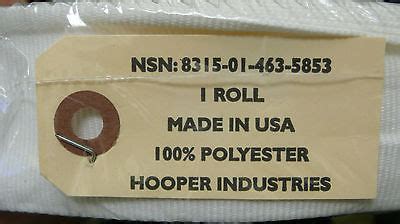 NSN: 8315-01-463-5853
1 ROLL
MADE IN USA
100% POLYESTER
HOOPER INDUSTRIES